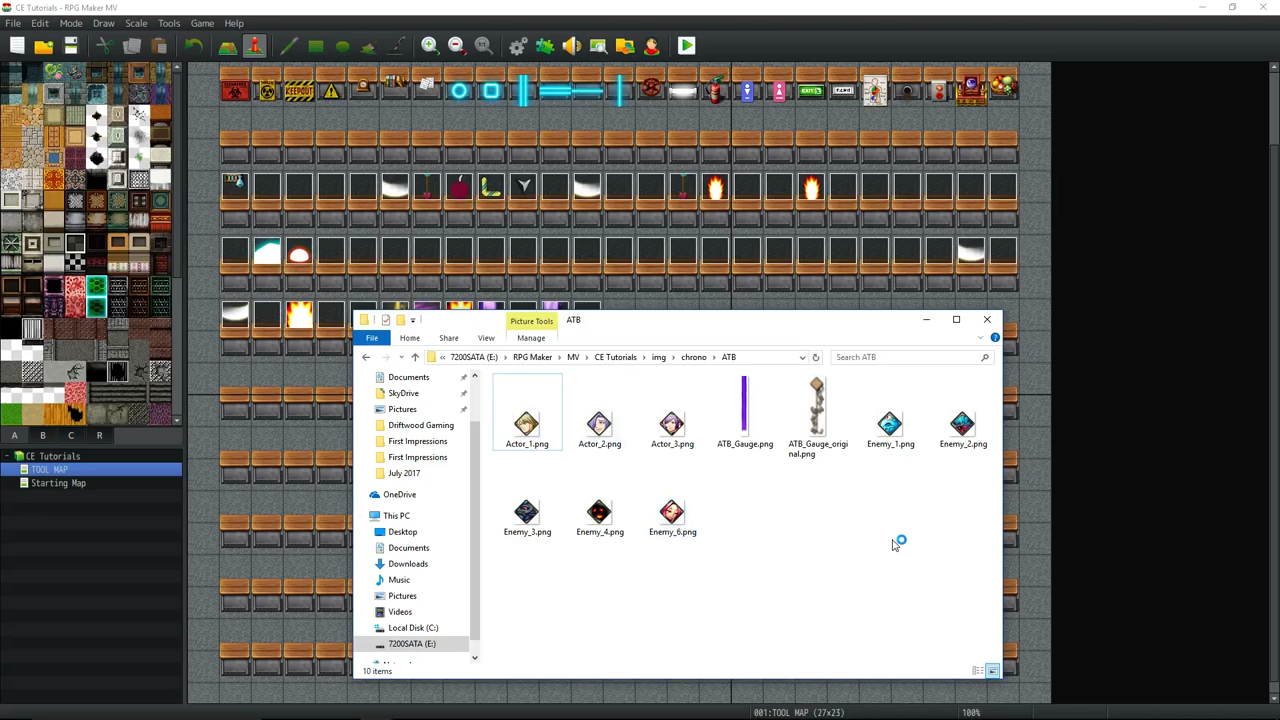 CE Tutorials - RPG Maker MV
File Edit Mode Draw Scale Tools Game Help
KEEPOUT
EXIT
A B C R
CE Tutorials
TOOL MAP
Starting Map
Picture Tools ATB
File Home Share View Manage
« 7200SATA (E:) > RPG Maker > MV > CE Tutorials > img > chrono > ATB
Search ATB
Documents
SkyDrive
Pictures
Driftwood Gaming
First Impressions
First Impressions
July 2017
OneDrive
This PC
Desktop
Documents
Downloads
Music
Pictures
Videos
Local Disk (C:)
7200SATA (E:)
Actor_1.png Actor_2.png Actor_3.png ATB_Gauge.png ATB_Gauge_origi Enemy_1.png Enemy_2.png
nal.png
Enemy_3.png Enemy_4.png Enemy_6.png
10 items
001:TOOL MAP (27x23) 100%